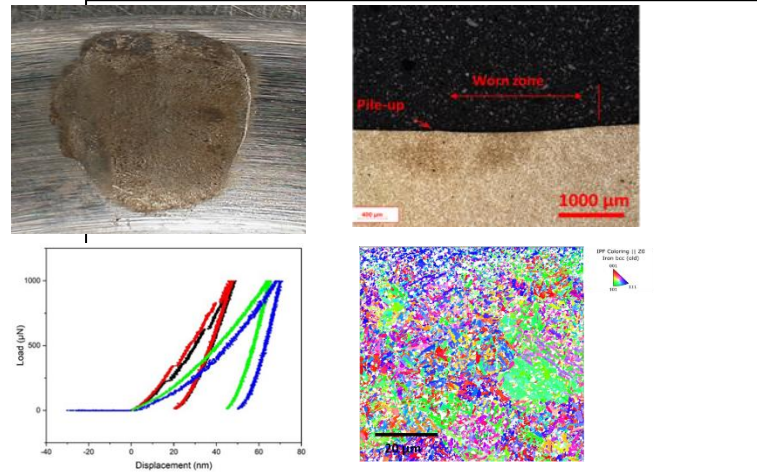 Worn zone
Pile-up
1000 µm
400 µm
1000
500
0
-40 -20 0 20 40 60 80
Load (µN)
Displacement (nm)
IPF Coloring || Z0
Iron bcc (old)
001
101 111
20 µm